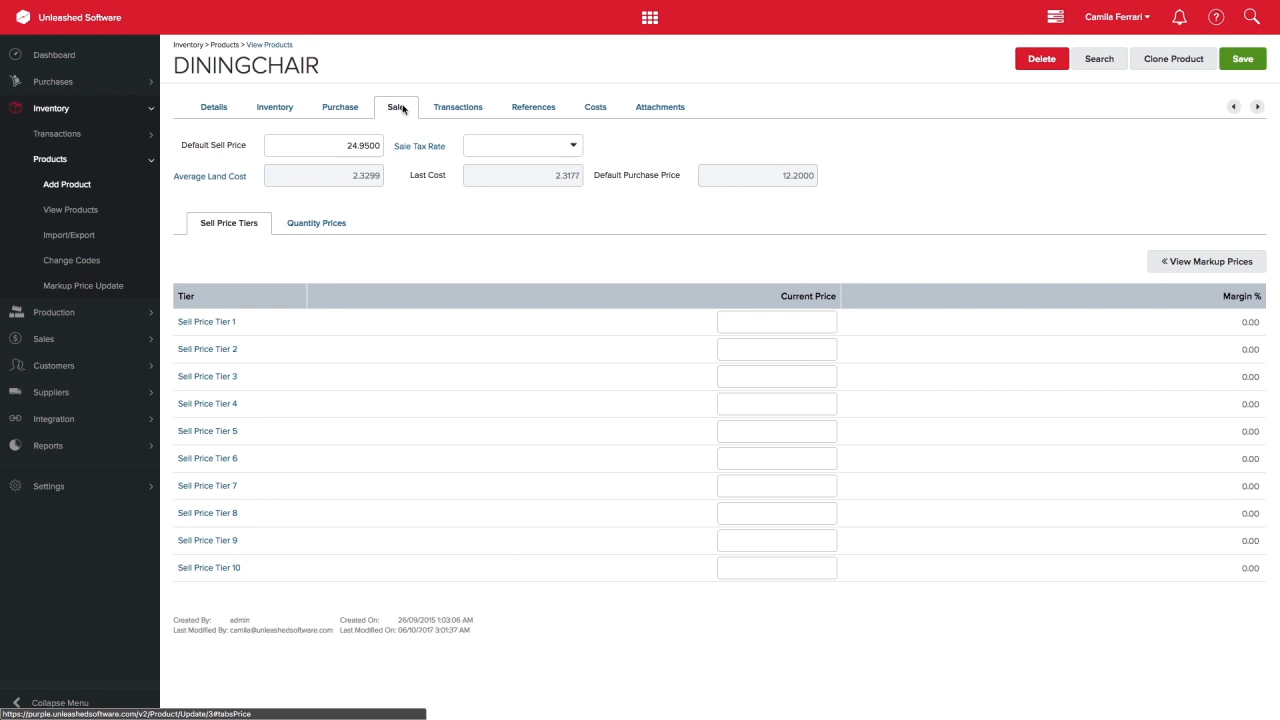 Unleashed Software
Camila Ferrari
Dashboard
Purchases
Inventory
Transactions
Products
Add Product
View Products
Import/Export
Change Codes
Markup Price Update
Production
Sales
Customers
Suppliers
Integration
Reports
Settings
Collapse Menu
Inventory > Products > View Products
DININGCHAIR
Delete Search Clone Product Save
Details Inventory Purchase Sale Transactions References Costs Attachments
Default Sell Price 24.9500 Sale Tax Rate
Average Land Cost 2.3299 Last Cost 2.3177 Default Purchase Price 12.2000
Sell Price Tiers Quantity Prices
« View Markup Prices
Tier Current Price Margin %
Sell Price Tier 1 0.00
Sell Price Tier 2 0.00
Sell Price Tier 3 0.00
Sell Price Tier 4 0.00
Sell Price Tier 5 0.00
Sell Price Tier 6 0.00
Sell Price Tier 7 0.00
Sell Price Tier 8 0.00
Sell Price Tier 9 0.00
Sell Price Tier 10 0.00
Created By: admin Created On: 26/09/2015 1:03:06 AM
Last Modified By: camila@unleashedsoftware.com Last Modified On: 06/10/2017 3:01:37 AM
https://purple.unleashedsoftware.com/v2/Product/Update/3#tabsPrice